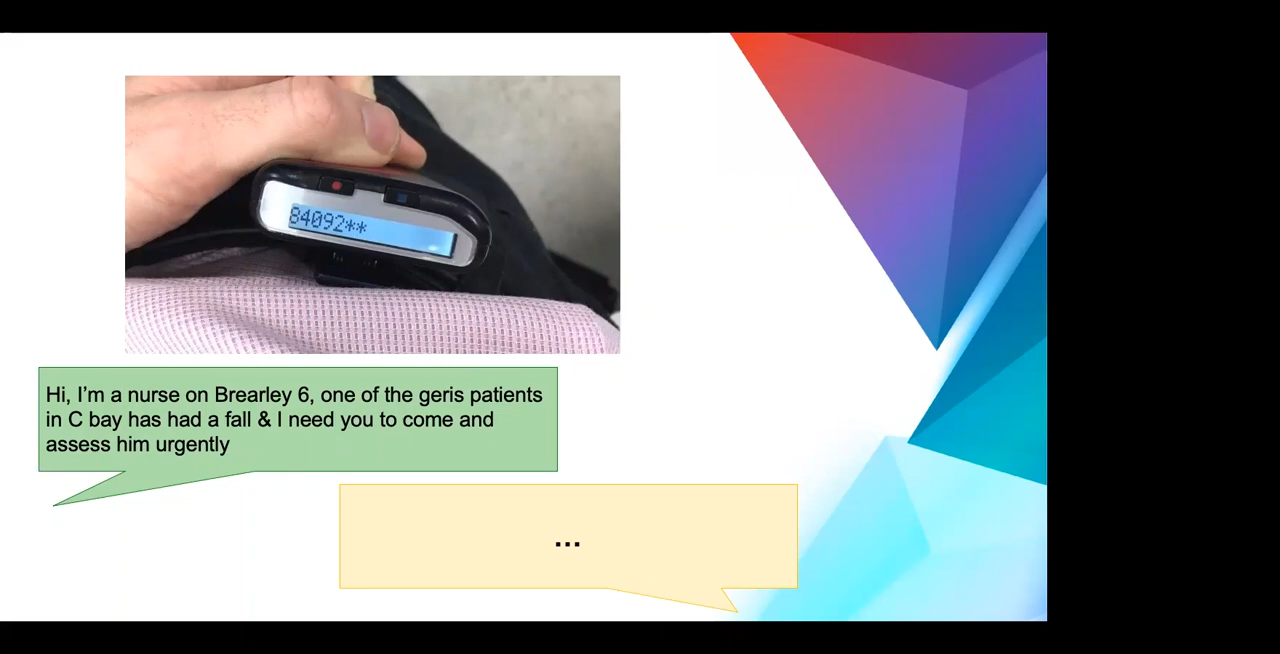 84092**
Hi, I’m a nurse on Brearley 6, one of the geris patients
in C bay has had a fall & I need you to come and
assess him urgently
...